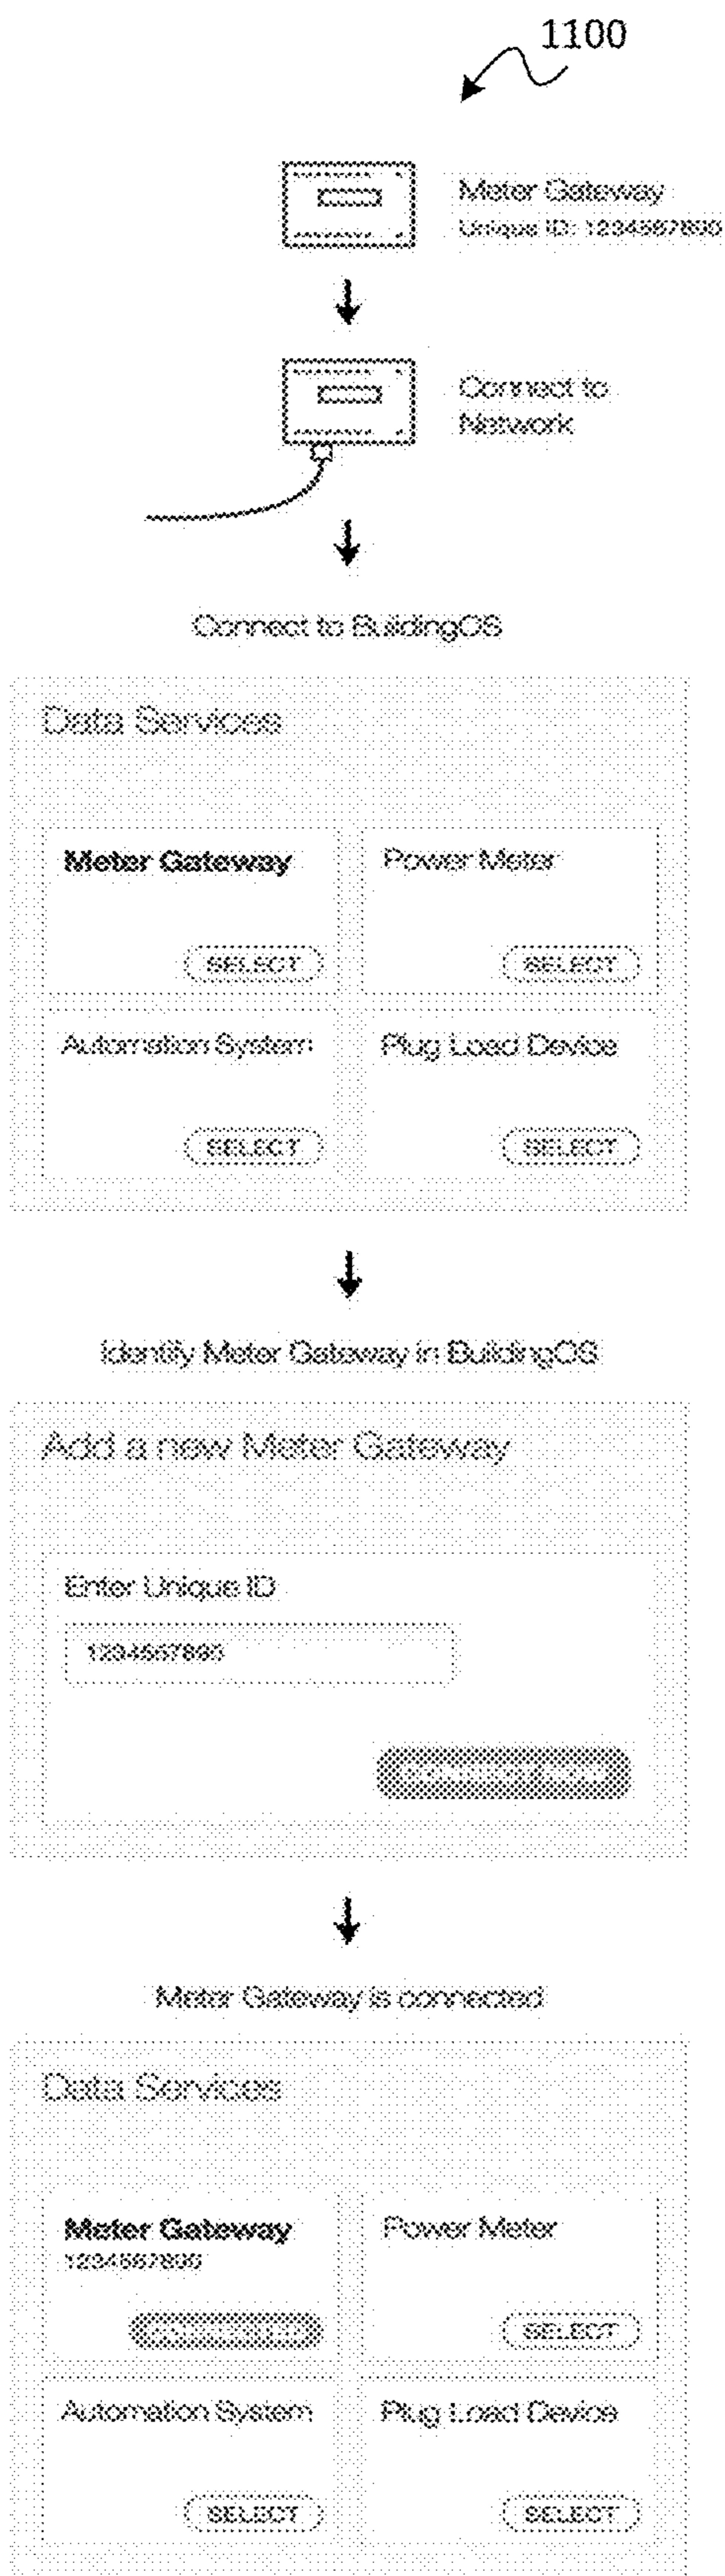 1100
Meter Gateway
Unique ID: 1234567890
Connect to
Network
Connect to BuildingOS
Data Services
Meter Gateway
Power Meter
SELECT
SELECT
Automation System
Plug Load Device
SELECT
SELECT
Identify Meter Gateway in BuildingOS
Add a new Meter Gateway
Enter Unique ID
1234567890
Meter Gateway is connected
Data Services
Meter Gateway
Power Meter
1234567890
SELECT
Automation System
Plug Load Device
SELECT
SELECT